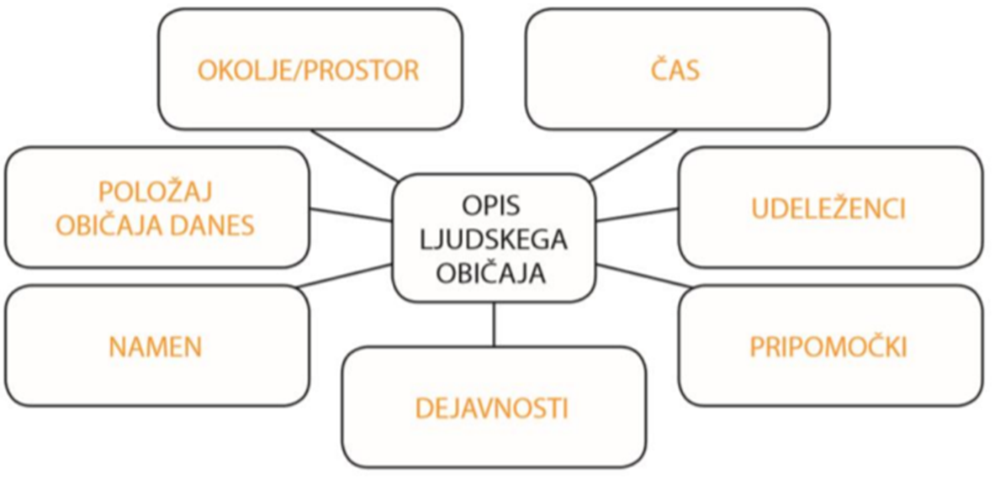 OKOLJE/PROSTOR
ČAS
POLOŽAJ
OBIČAJA DANES
OPIS
LJUDSKEGA
OBIČAJA
UDELEŽENCI
NAMEN
PRIPOMOČKI
DEJAVNOSTI